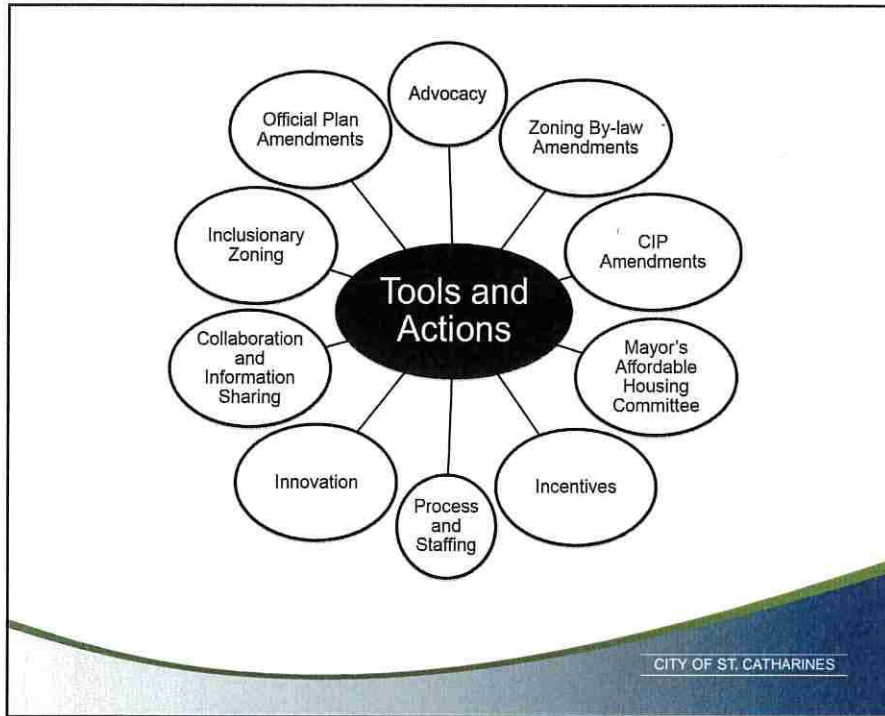 Advocacy
Zoning By-law
Amendments
CIP
Amendments
Mayor's
Affordable
Housing
Committee
Incentives
Process
and
Staffing
Innovation
Collaboration
and
Information
Sharing
Inclusionary
Zoning
Official Plan
Amendments
Tools and
Actions
CITY OF ST. CATHARINES